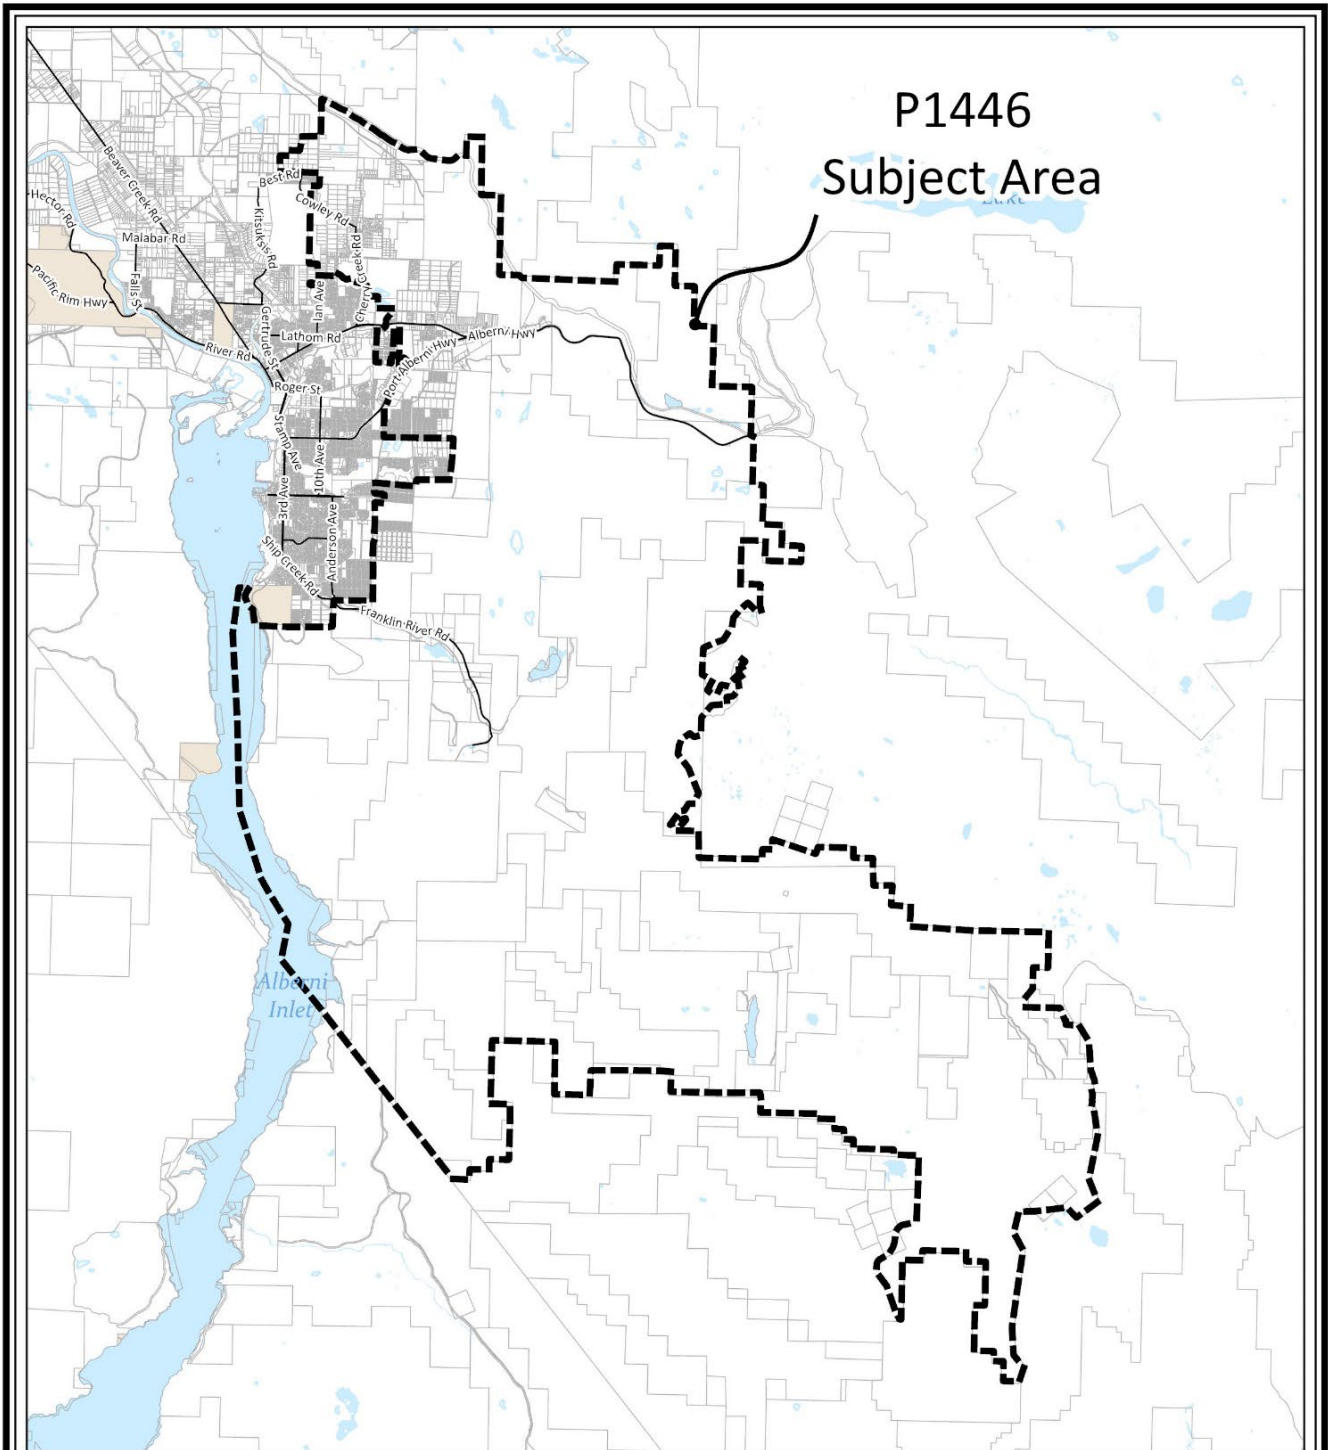 P1446
Subject Area
Lake
Beaver Creek Rd
Best Rd
Hector Rd
Cowley Rd
Kitsuksis Rd
Malabar Rd
Cherry Creek Rd
Pacific Rim Hwy
Falls St
Ian Ave
Gertrude St
Lathom Rd
Alberni Hwy
River Rd
Port Alberni Hwy
Roger St
Stamp Ave
10th Ave
3rd Ave
Anderson Ave
Ship Creek Rd
Franklin River Rd
Alberni
Inlet